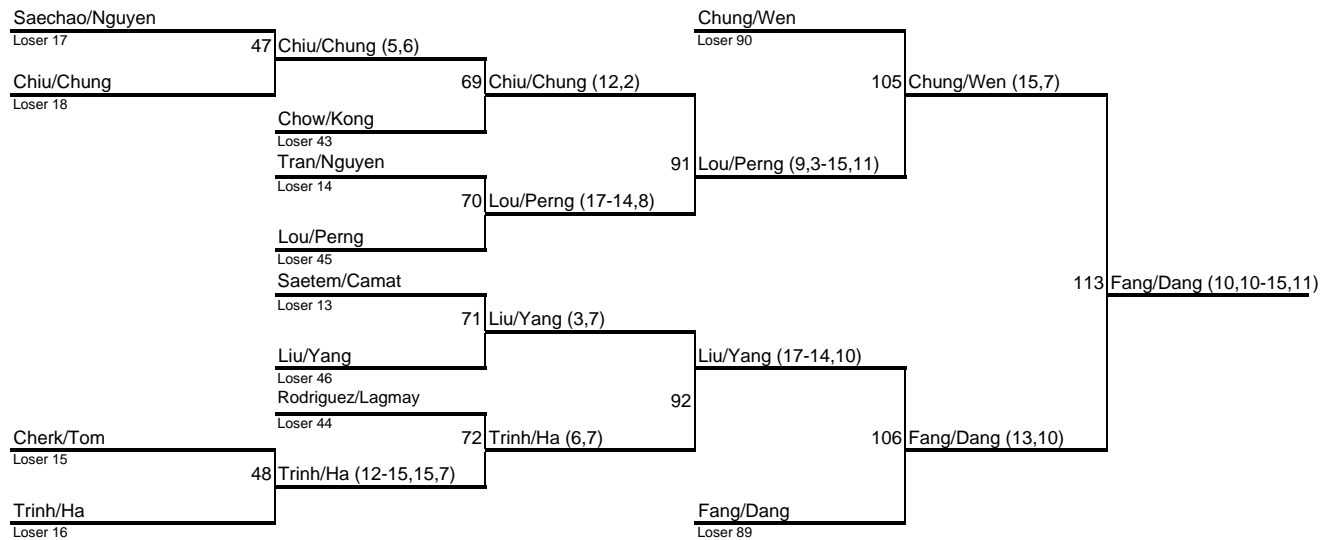 Saechao/Nguyen
Loser 17
47 Chiu/Chung (5,6)
Chiu/Chung
Loser 18
69 Chiu/Chung (12,2)
Chow/Kong
Loser 43
Tran/Nguyen
Loser 14
70 Lou/Perng (17-14,8)
Lou/Perng
Loser 45
91 Lou/Perng (9,3-15,11)
Chung/Wen
Loser 90
105 Chung/Wen (15,7)
Saetem/Camat
Loser 13
71 Liu/Yang (3,7)
Liu/Yang
Loser 46
Liu/Yang (17-14,10)
92
Rodriguez/Lagmay
Loser 44
72 Trinh/Ha (6,7)
Cherk/Tom
Loser 15
48 Trinh/Ha (12-15,15,7)
Trinh/Ha
Loser 16
106 Fang/Dang (13,10)
Fang/Dang
Loser 89
113 Fang/Dang (10,10-15,11)